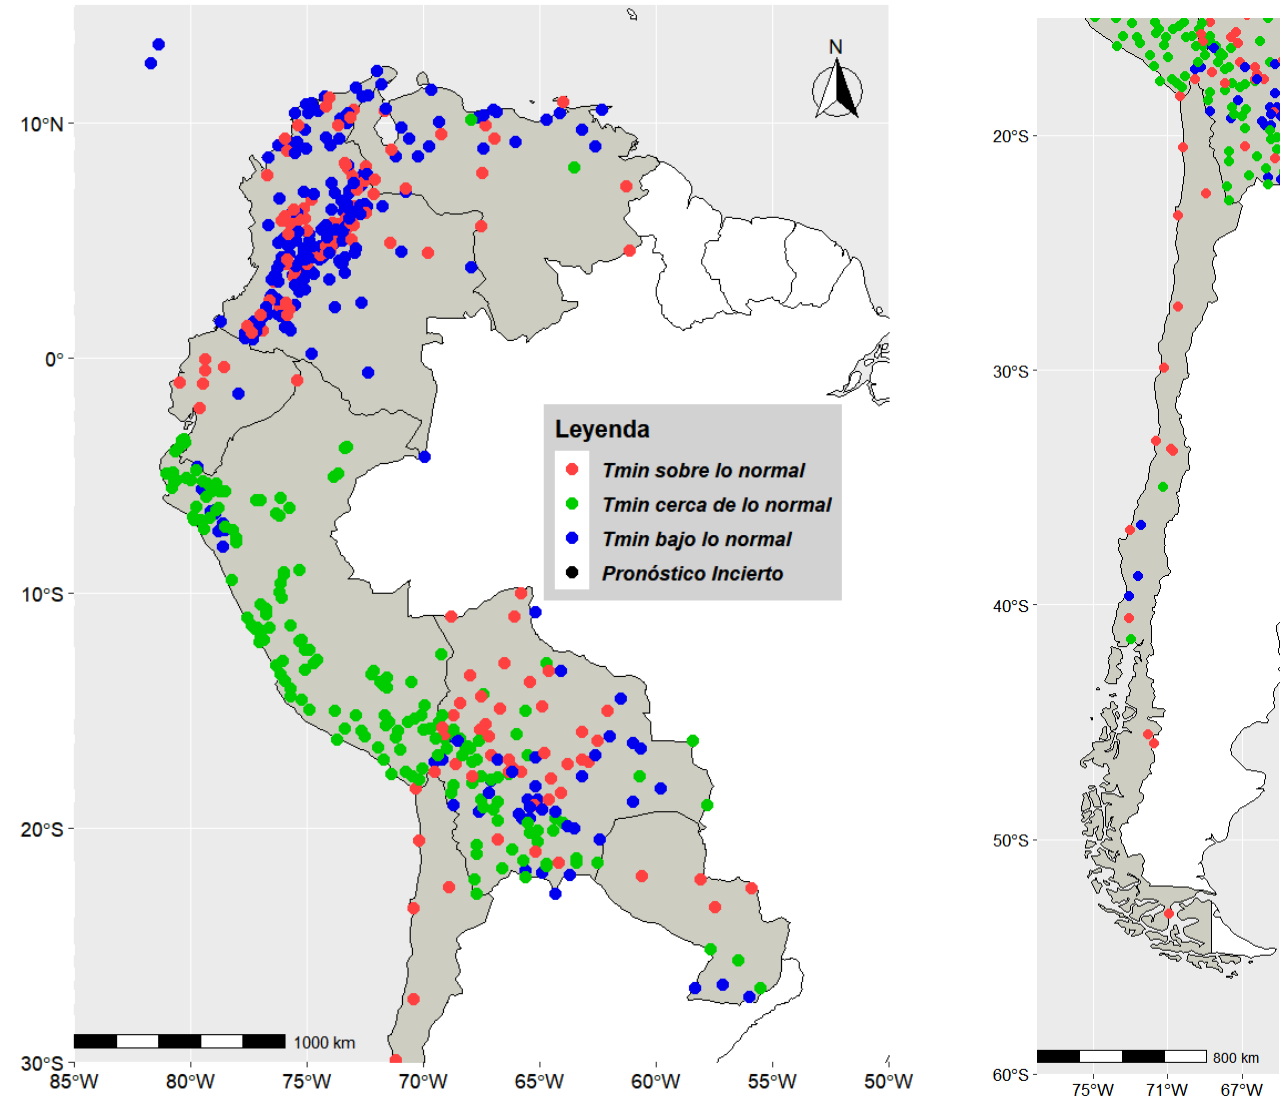 N
10°N
0°
10°S
20°S
30°S
85°W
80°W
75°W
70°W
65°W
60°W
55°W
50°W
1000 km
Leyenda
Tmin sobre lo normal
Tmin cerca de lo normal
Tmin bajo lo normal
Pronóstico Incierto
20°S
30°S
40°S
50°S
60°S
75°W
71°W
67°W
800 km